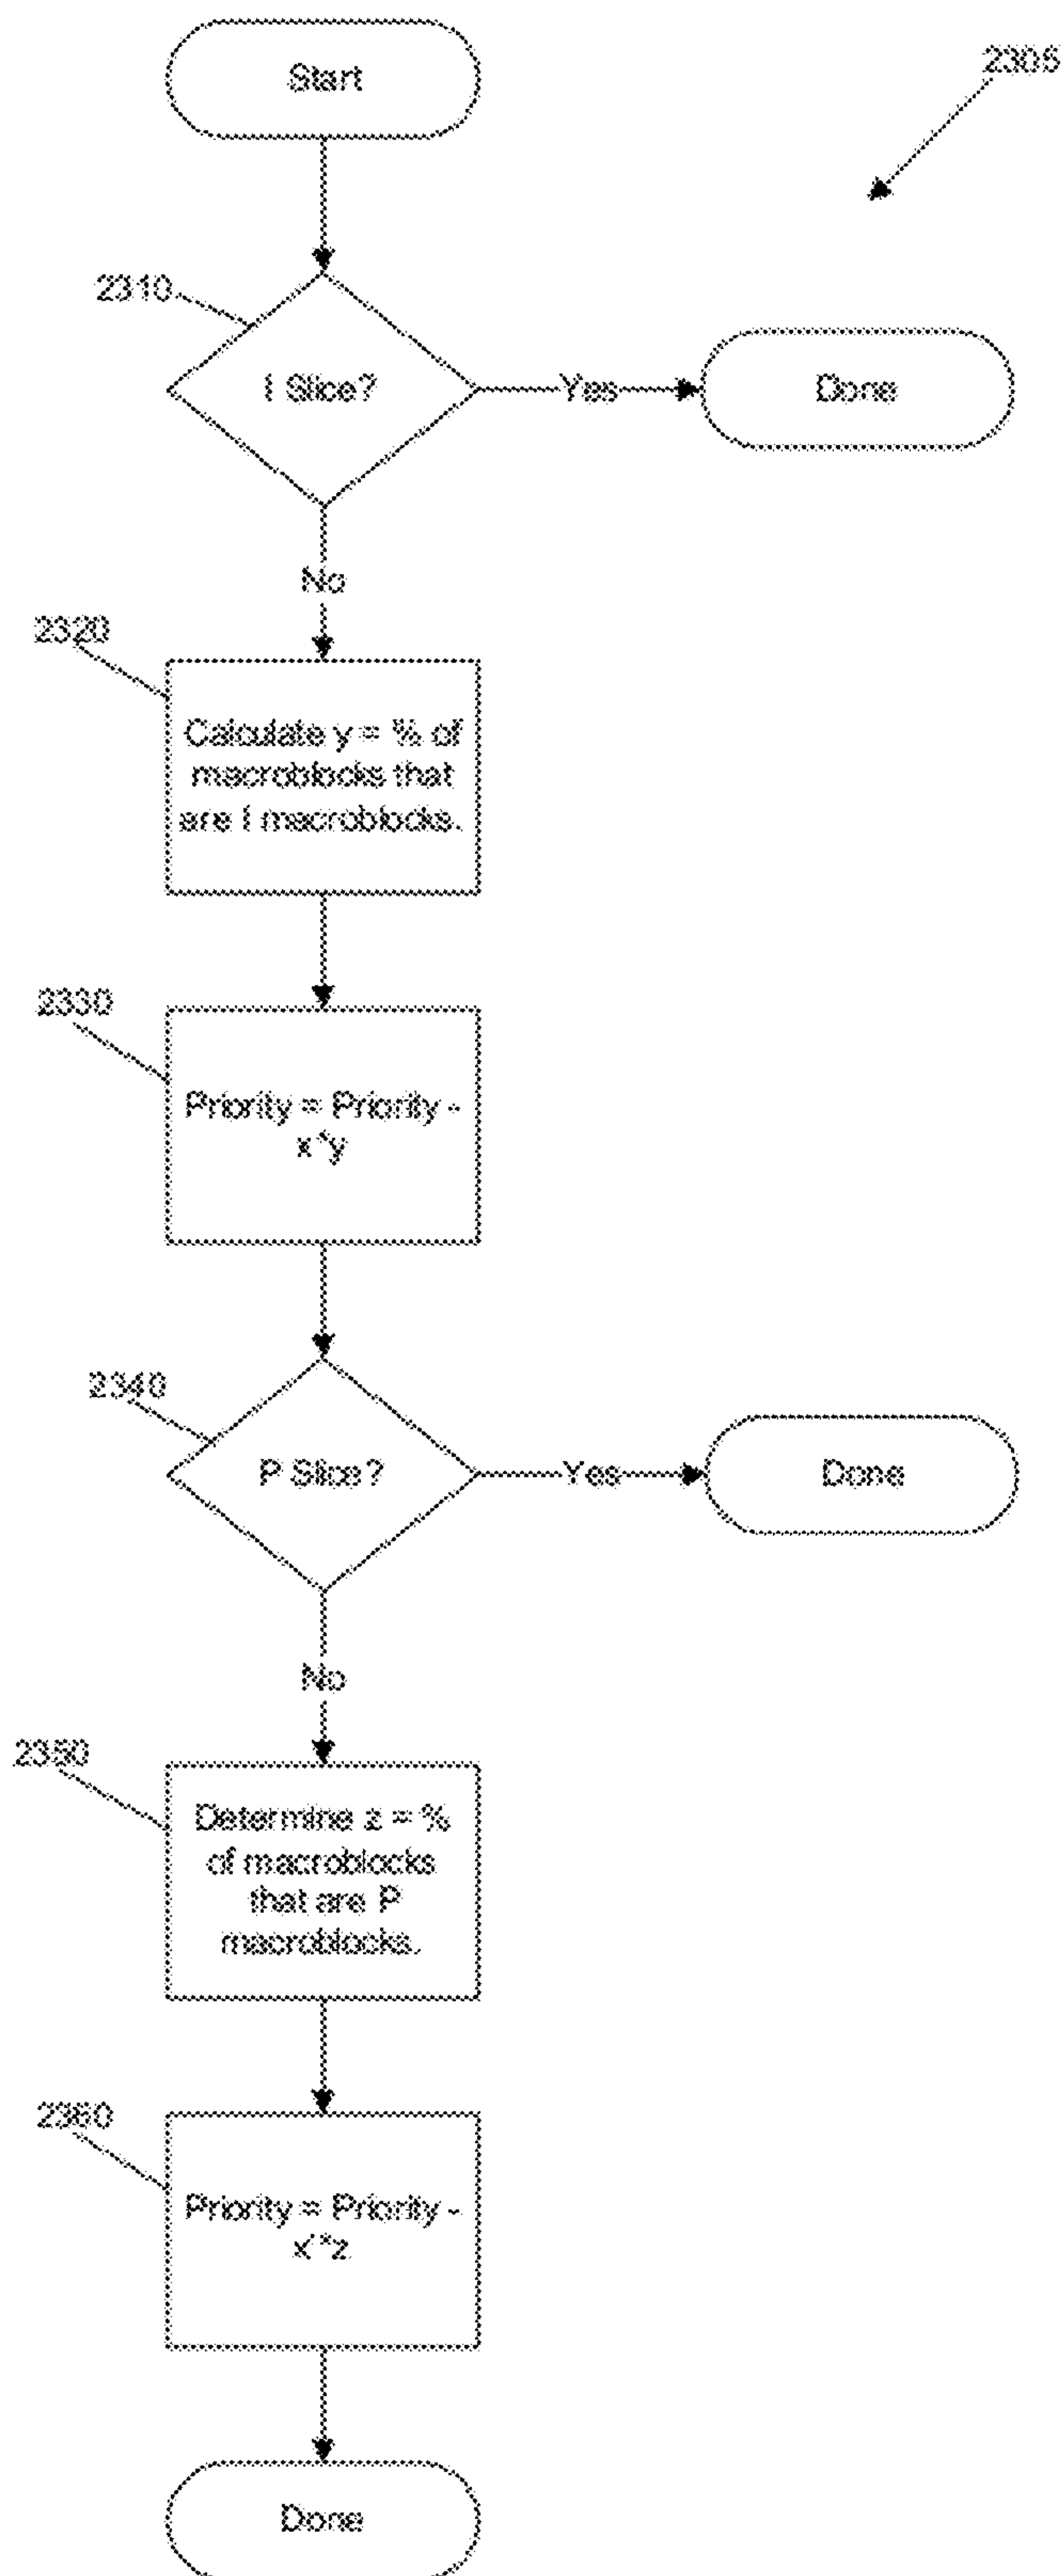 Start
2305
2310
I Slice?
Yes
Done
No
2320
Calculate y = % of
macroblocks that
are I macroblocks.
2330
Priority = Priority -
x*y
2340
P Slice?
Yes
Done
No
2350
Determine z = %
of macroblocks
that are P
macroblocks.
2360
Priority = Priority -
x'*z
Done